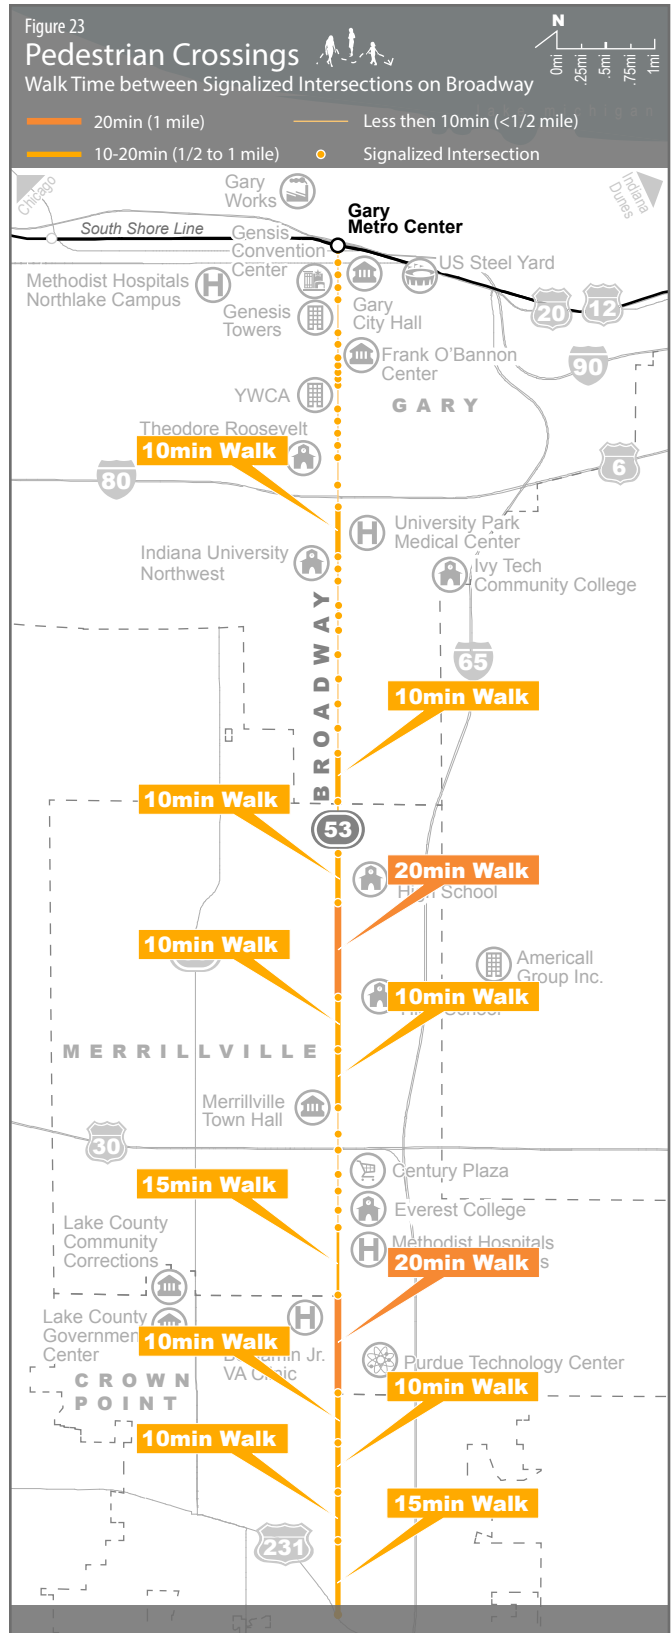 Figure 23
Pedestrian Crossings
Walk Time between Signalized Intersections on Broadway
N
0mi
.25mi
.5mi
.75mi
1mi
lake michigan
20min (1 mile)
Less then 10min (<1/2 mile)
10-20min (1/2 to 1 mile)
Signalized Intersection
Chicago
Gary
Works
Indiana
Dunes
Gary
Metro Center
South Shore Line
Gensis
Convention
Center
US Steel Yard
Methodist Hospitals
Northlake Campus
Genesis
Towers
Gary
City Hall
20
12
Frank O'Bannon
Center
90
YWCA
GARY
Theodore Roosevelt
10min Walk
80
6
University Park
Medical Center
Indiana University
Northwest
Ivy Tech
Community College
BROADWAY
65
10min Walk
10min Walk
53
20min Walk
High School
10min Walk
Americall
Group Inc.
10min Walk
School
MERRILLVILLE
Merrillville
Town Hall
30
Century Plaza
15min Walk
Everest College
Lake County
Community
Corrections
Methodist Hospitals
20min Walk
Lake County
Government
Center
10min Walk
Jr.
VA Clinic
Purdue Technology Center
CROWN
POINT
10min Walk
10min Walk
15min Walk
231